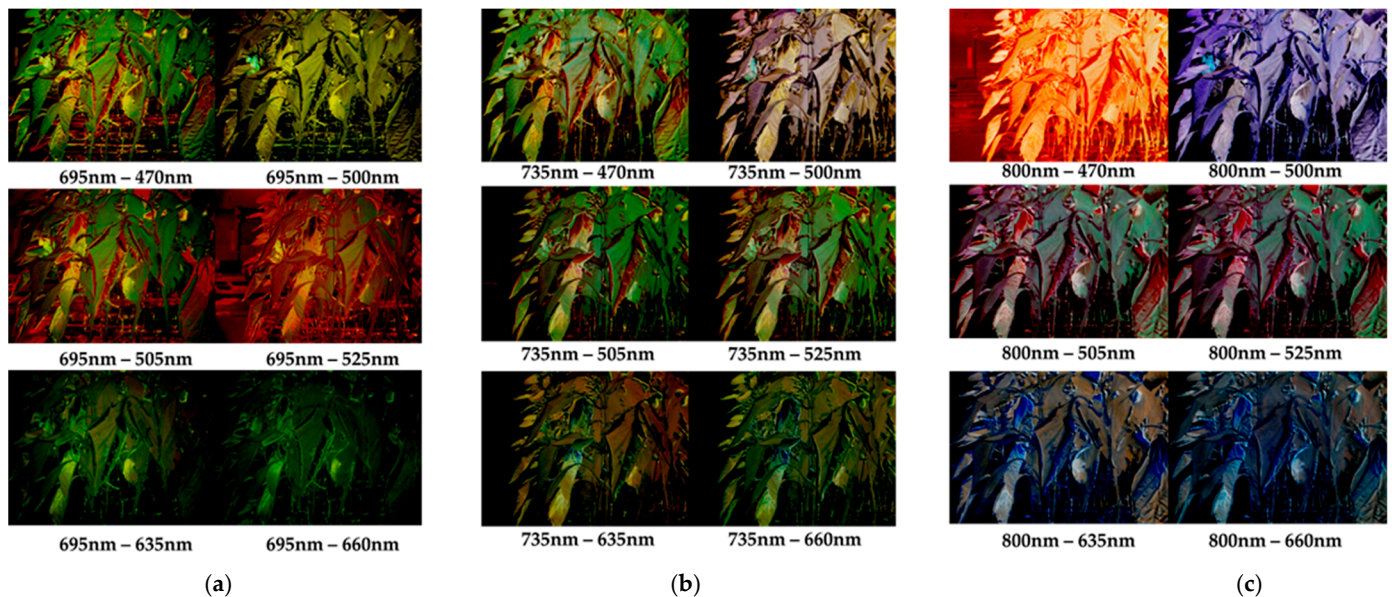 695nm – 470nm 695nm – 500nm
735nm – 470nm 735nm – 500nm
800nm – 470nm 800nm – 500nm
695nm – 505nm 695nm – 525nm
735nm – 505nm 735nm – 525nm
800nm – 505nm 800nm – 525nm
695nm – 635nm 695nm – 660nm
735nm – 635nm 735nm – 660nm
800nm – 635nm 800nm – 660nm
(a)
(b)
(c)